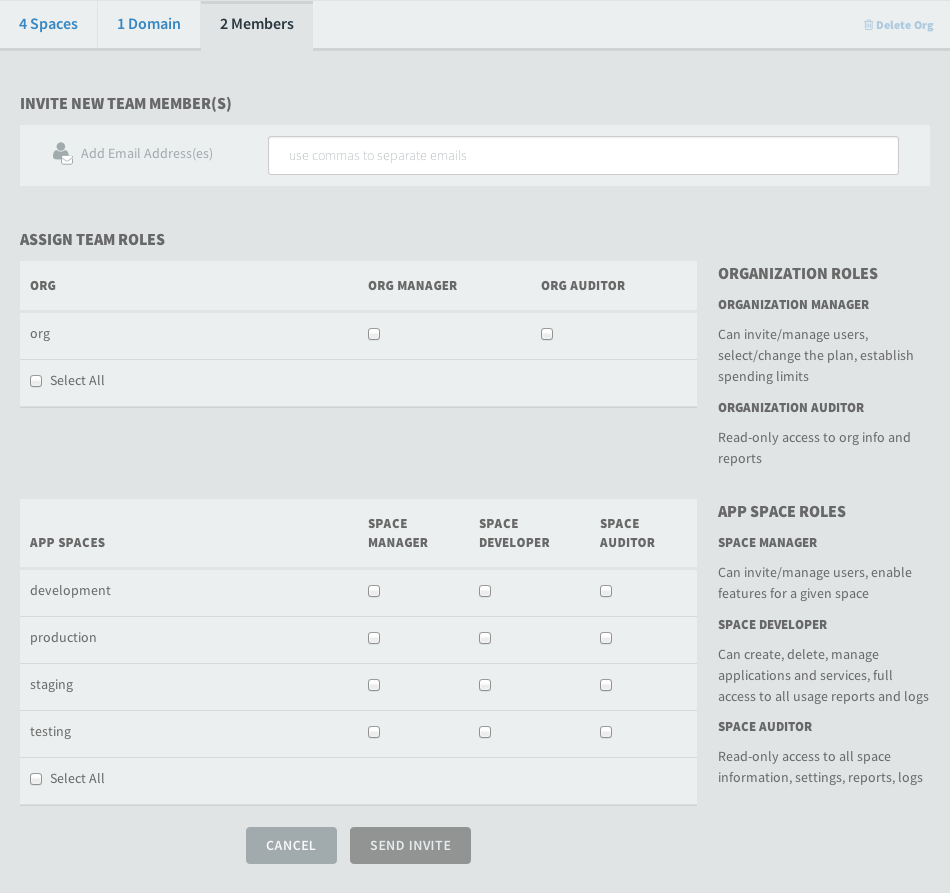 4 Spaces
1 Domain
2 Members
Delete Org
INVITE NEW TEAM MEMBER(S)
Add Email Address(es)
use commas to separate emails
ASSIGN TEAM ROLES
ORG
ORG MANAGER
ORG AUDITOR
org
Select All
ORGANIZATION ROLES
ORGANIZATION MANAGER
Can invite/manage users,
select/change the plan, establish
spending limits
ORGANIZATION AUDITOR
Read-only access to org info and
reports
APP SPACES
SPACE
MANAGER
SPACE
DEVELOPER
SPACE
AUDITOR
development
production
staging
testing
Select All
APP SPACE ROLES
SPACE MANAGER
Can invite/manage users, enable
features for a given space
SPACE DEVELOPER
Can create, delete, manage
applications and services, full
access to all usage reports and logs
SPACE AUDITOR
Read-only access to all space
information, settings, reports, logs
CANCEL
SEND INVITE